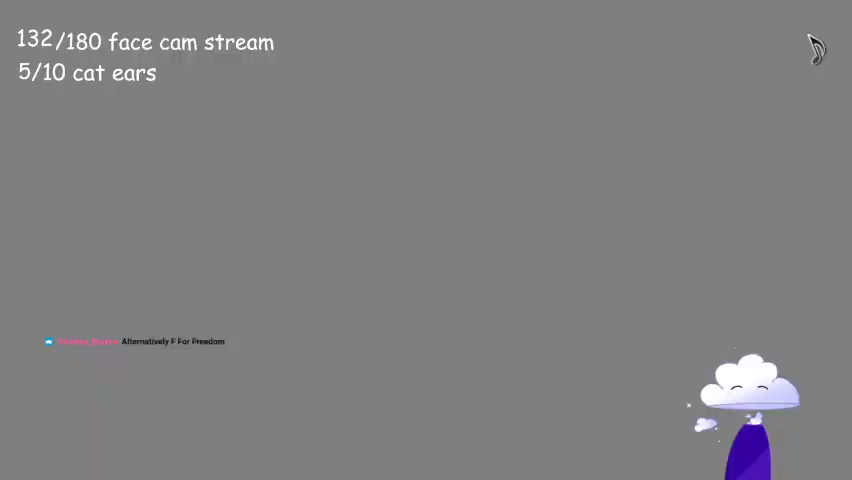 132/180 face cam stream
5/10 cat ears
Alternatively F For Freedom